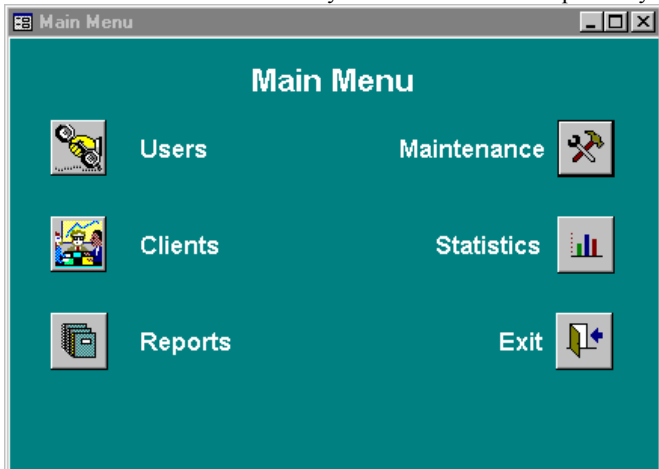 Main Menu
Main Menu
Users
Maintenance
Clients
Statistics
Reports
Exit